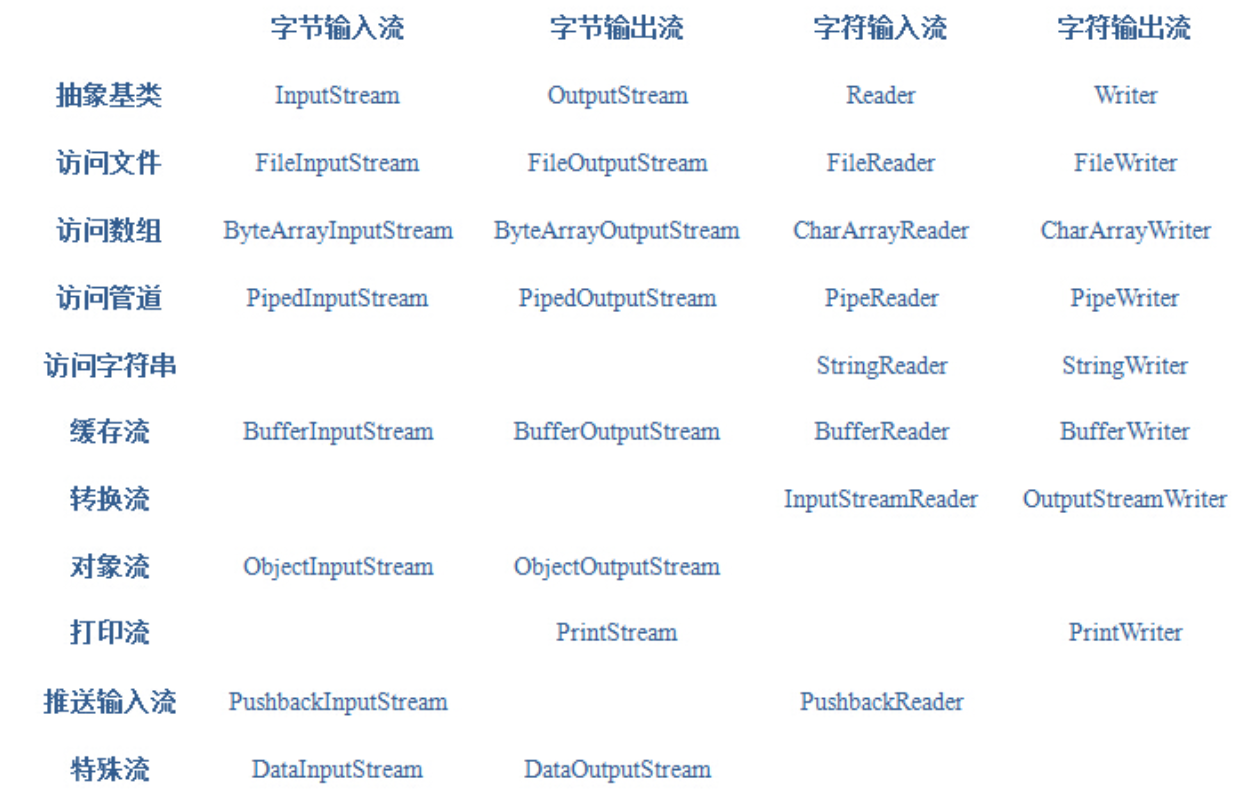 字节输入流 字节输出流 字符输入流 字符输出流
抽象基类 InputStream OutputStream Reader Writer
访问文件 FileInputStream FileOutputStream FileReader FileWriter
访问数组 ByteArrayInputStream ByteArrayOutputStream CharArrayReader CharArrayWriter
访问管道 PipedInputStream PipedOutputStream PipeReader PipeWriter
访问字符串 StringReader StringWriter
缓存流 BufferInputStream BufferOutputStream BufferReader BufferWriter
转换流 InputStreamReader OutputStreamWriter
对象流 ObjectInputStream ObjectOutputStream
打印流 PrintStream PrintWriter
推送输入流 PushbackInputStream PushbackReader
特殊流 DataInputStream DataOutputStream